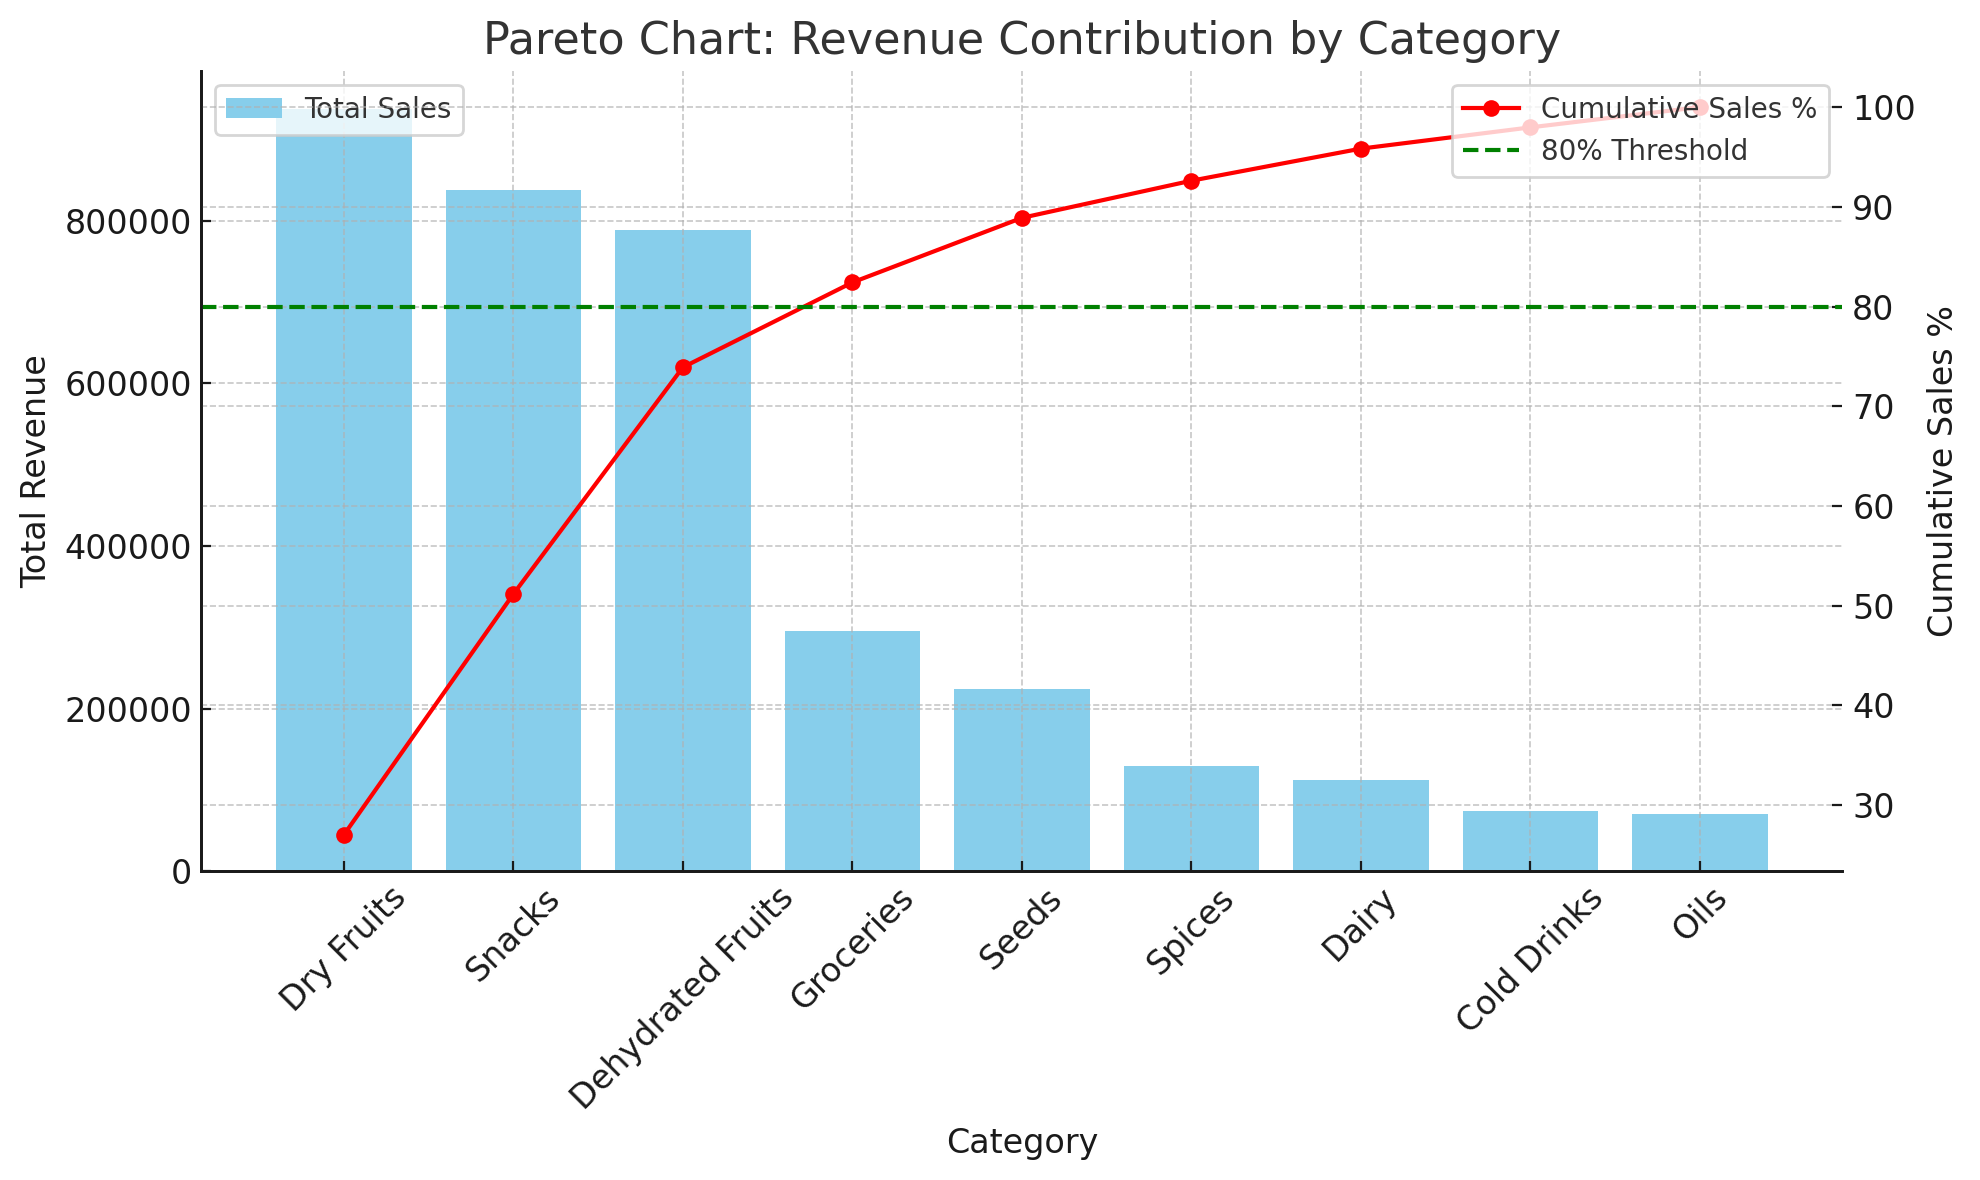 Pareto Chart: Revenue Contribution by Category
Total Sales
Cumulative Sales %
80% Threshold
Total Revenue
800000
600000
400000
200000
0
100
90
80
70
60
50
40
30
Cumulative Sales %
Dry Fruits
Snacks
Dehydrated Fruits
Groceries
Seeds
Spices
Dairy
Cold Drinks
Oils
Category